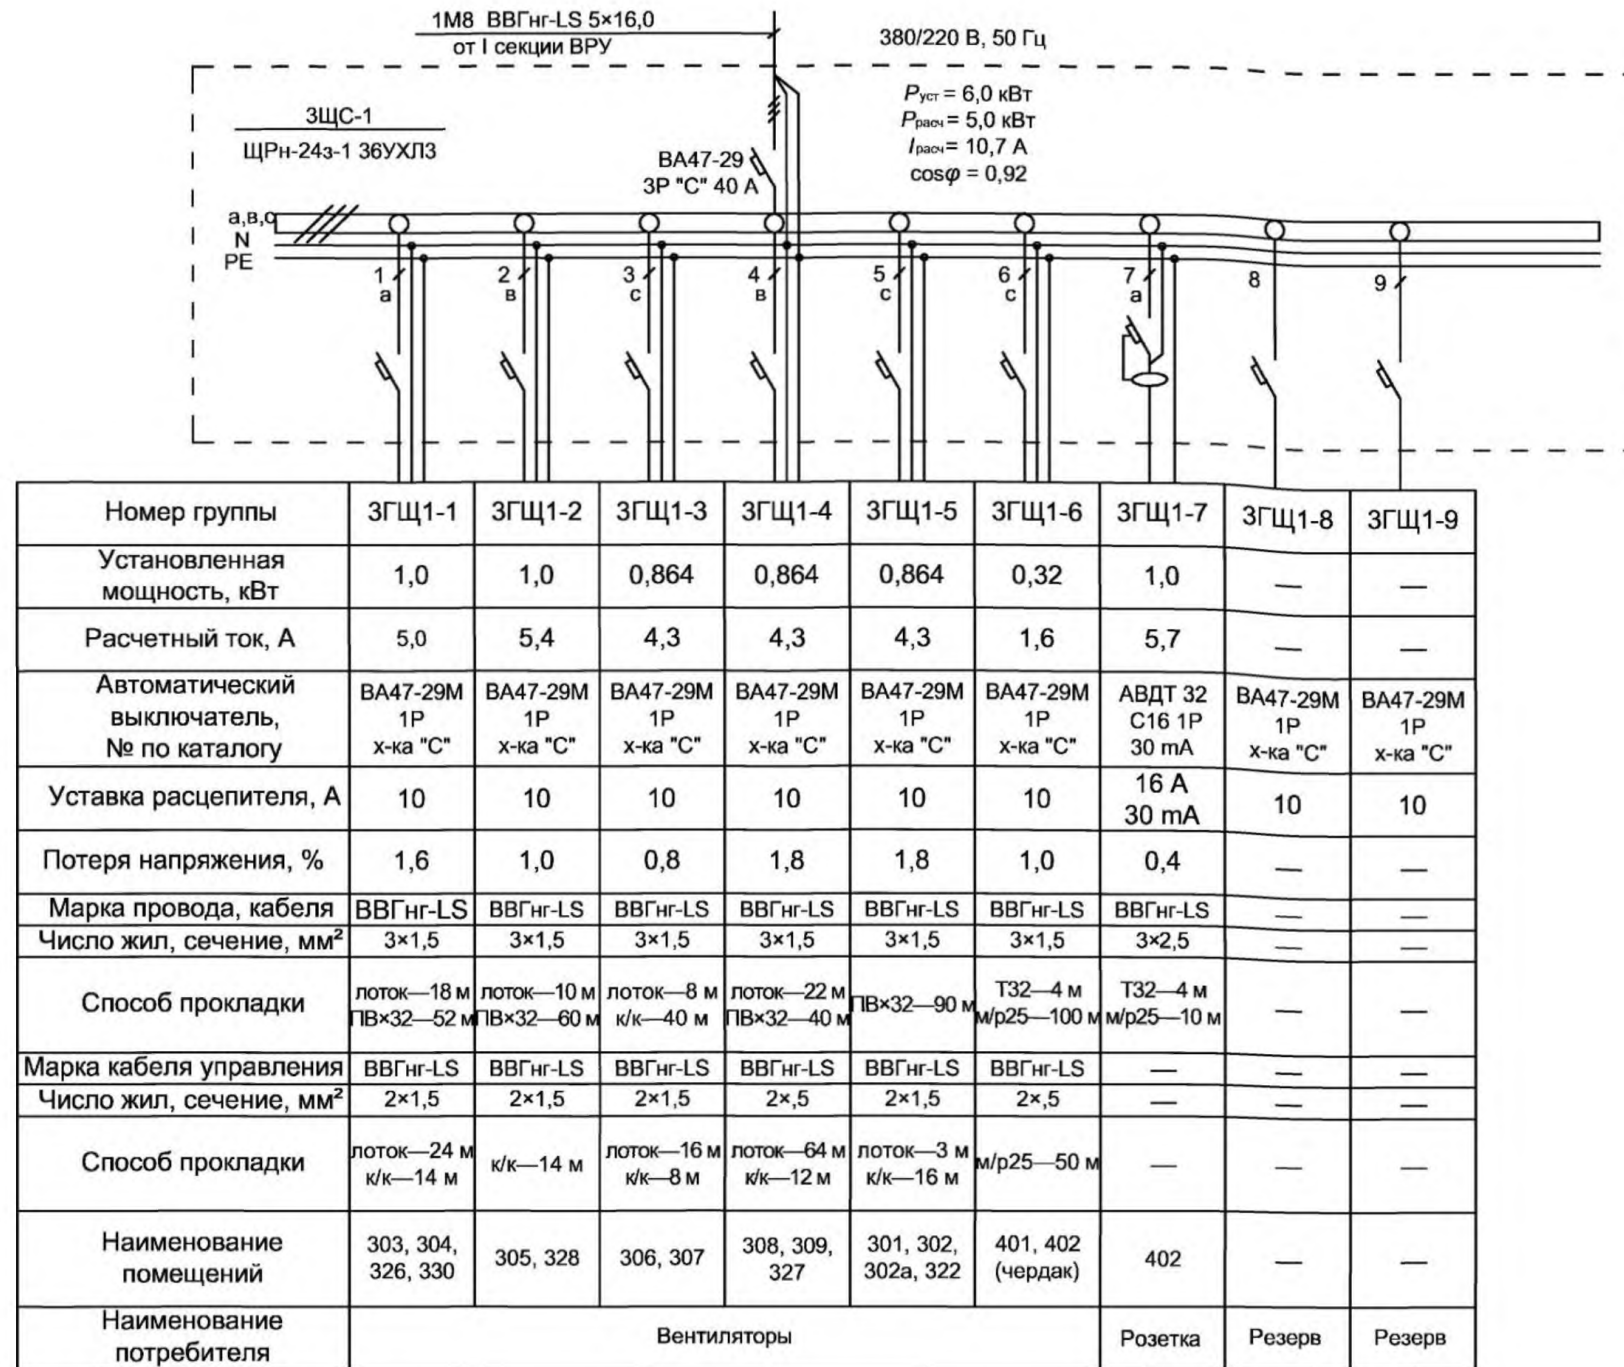 1М8 ВВГнг-LS 5×16,0
от I секции ВРУ
380/220 В, 50 Гц
3ЩС-1
ЩРн-24з-1 36УХЛЗ
Pуст = 6,0 кВт
Pрасч = 5,0 кВт
Iрасч = 10,7 А
cosφ = 0,92
ВА47-29
3Р "С" 40 А
а,в,с
N
PE
1 2 3 4 5 6 7 8 9
а в с в с с а
Номер группы 3ГЩ1-1 3ГЩ1-2 3ГЩ1-3 3ГЩ1-4 3ГЩ1-5 3ГЩ1-6 3ГЩ1-7 3ГЩ1-8 3ГЩ1-9
Установленная
мощность, кВт 1,0 1,0 0,864 0,864 0,864 0,32 1,0 — —
Расчетный ток, А 5,0 5,4 4,3 4,3 4,3 1,6 5,7 — —
Автоматический ВА47-29М ВА47-29М ВА47-29М ВА47-29М ВА47-29М ВА47-29М АВДТ 32 ВА47-29М ВА47-29М
выключатель, 1Р 1Р 1Р 1Р 1Р 1Р С16 1Р 1Р 1Р
№ по каталогу х-ка "С" х-ка "С" х-ка "С" х-ка "С" х-ка "С" х-ка "С" 30 mA х-ка "С" х-ка "С"
Уставка расцепителя, А 10 10 10 10 10 10 16 А 10 10
30 mA
Потеря напряжения, % 1,6 1,0 0,8 1,8 1,8 1,0 0,4 — —
Марка провода, кабеля ВВГнг-LS ВВГнг-LS ВВГнг-LS ВВГнг-LS ВВГнг-LS ВВГнг-LS ВВГнг-LS — —
Число жил, сечение, мм² 3×1,5 3×1,5 3×1,5 3×1,5 3×1,5 3×1,5 3×2,5 — —
Способ прокладки лоток—18 м лоток—10 м лоток—8 м лоток—22 м ПВ×32—90 м Т32—4 м Т32—4 м — —
ПВ×32—52 м ПВ×32—60 м к/к—40 м ПВ×32—40 м м/р25—100 м м/р25—10 м
Марка кабеля управления ВВГнг-LS ВВГнг-LS ВВГнг-LS ВВГнг-LS ВВГнг-LS ВВГнг-LS — — —
Число жил, сечение, мм² 2×1,5 2×1,5 2×1,5 2×,5 2×1,5 2×,5 — — —
Способ прокладки лоток—24 м к/к—14 м лоток—16 м лоток—64 м лоток—3 м м/р25—50 м — — —
к/к—14 м к/к—8 м к/к—12 м к/к—16 м
Наименование 303, 304, 305, 328 306, 307 308, 309, 301, 302, 401, 402 402 — —
помещений 326, 330 327 302а, 322 (чердак)
Наименование
потребителя Вентиляторы Розетка Резерв Резерв